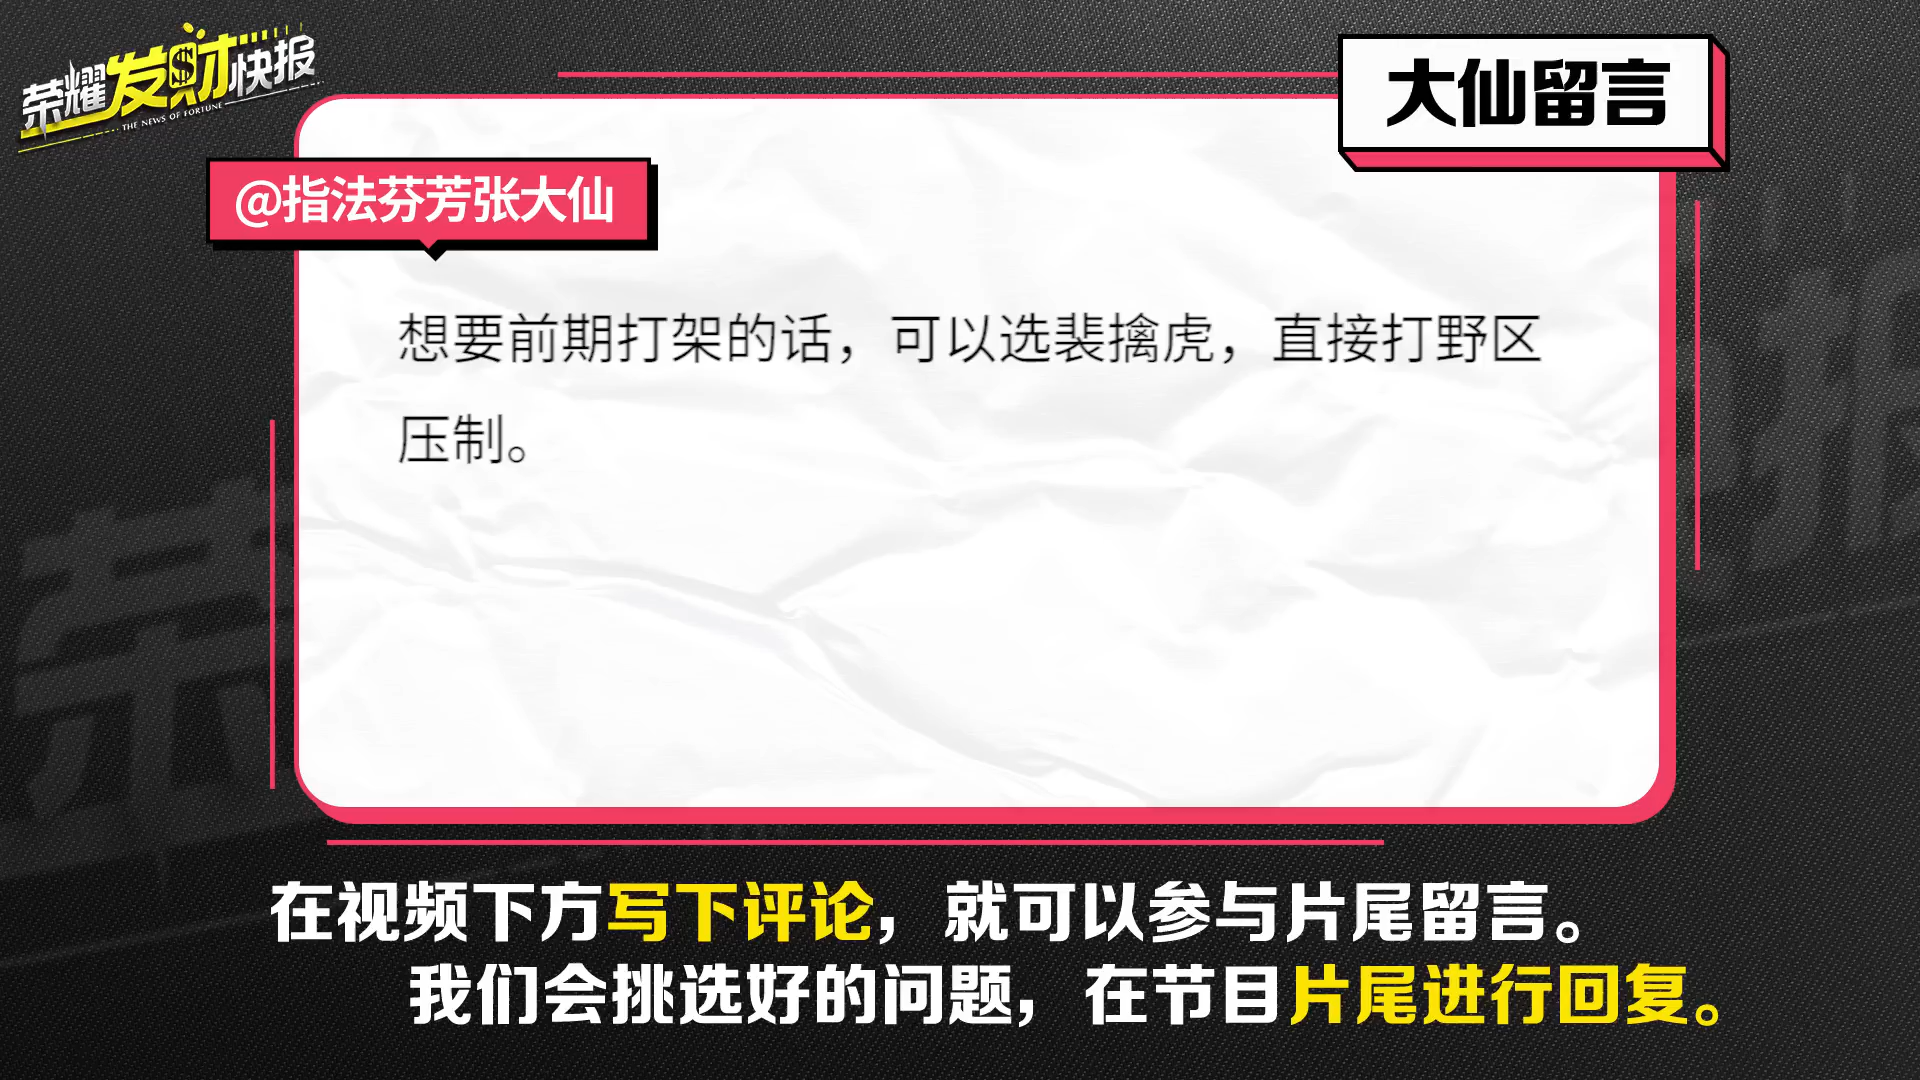 荣耀发财快报
THE NEWS OF FORTUNE
大仙留言
@指法芬芳张大仙
想要前期打架的话，可以选裴擒虎，直接打野区
压制。
在视频下方写下评论，就可以参与片尾留言。
我们会挑选好的问题，在节目片尾进行回复。